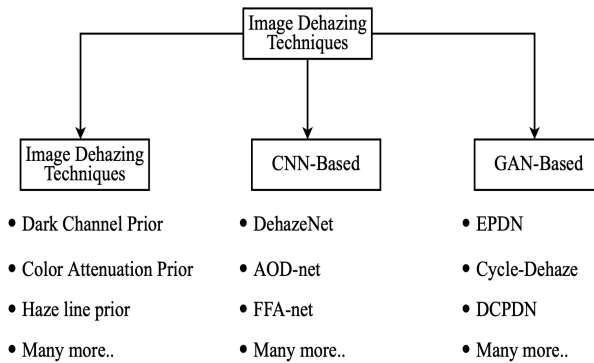 Image Dehazing
Techniques
Image Dehazing
Techniques
CNN-Based
GAN-Based
• Dark Channel Prior
• Color Attenuation Prior
• Haze line prior
• Many more..
• DehazeNet
• AOD-net
• FFA-net
• Many more..
• EPDN
• Cycle-Dehaze
• DCPDN
• Many more..